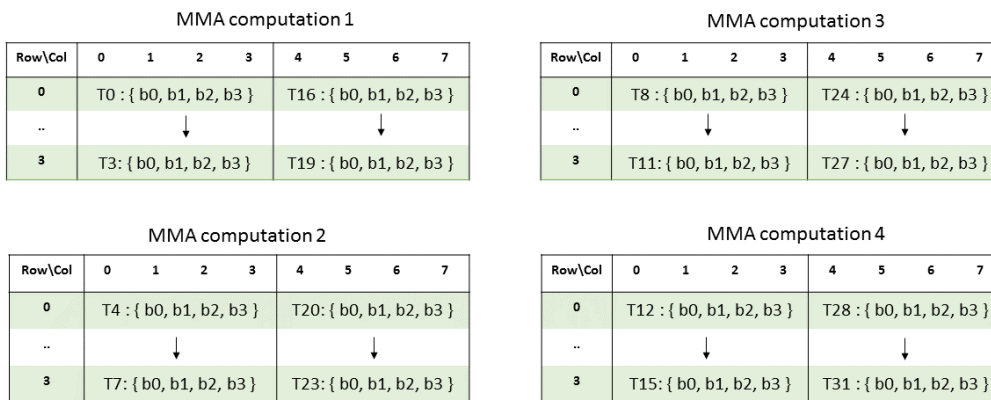 MMA computation 1
Row\Col 0 1 2 3 4 5 6 7
0 T0 : { b0, b1, b2, b3 } T16 : { b0, b1, b2, b3 }
..
3 T3: { b0, b1, b2, b3 } T19 : { b0, b1, b2, b3 }
MMA computation 3
Row\Col 0 1 2 3 4 5 6 7
0 T8 : { b0, b1, b2, b3 } T24 : { b0, b1, b2, b3 }
..
3 T11: { b0, b1, b2, b3 } T27 : { b0, b1, b2, b3 }
MMA computation 2
Row\Col 0 1 2 3 4 5 6 7
0 T4 : { b0, b1, b2, b3 } T20: { b0, b1, b2, b3 }
..
3 T7: { b0, b1, b2, b3 } T23: { b0, b1, b2, b3 }
MMA computation 4
Row\Col 0 1 2 3 4 5 6 7
0 T12 : { b0, b1, b2, b3 } T28 : { b0, b1, b2, b3 }
..
3 T15: { b0, b1, b2, b3 } T31 : { b0, b1, b2, b3 }